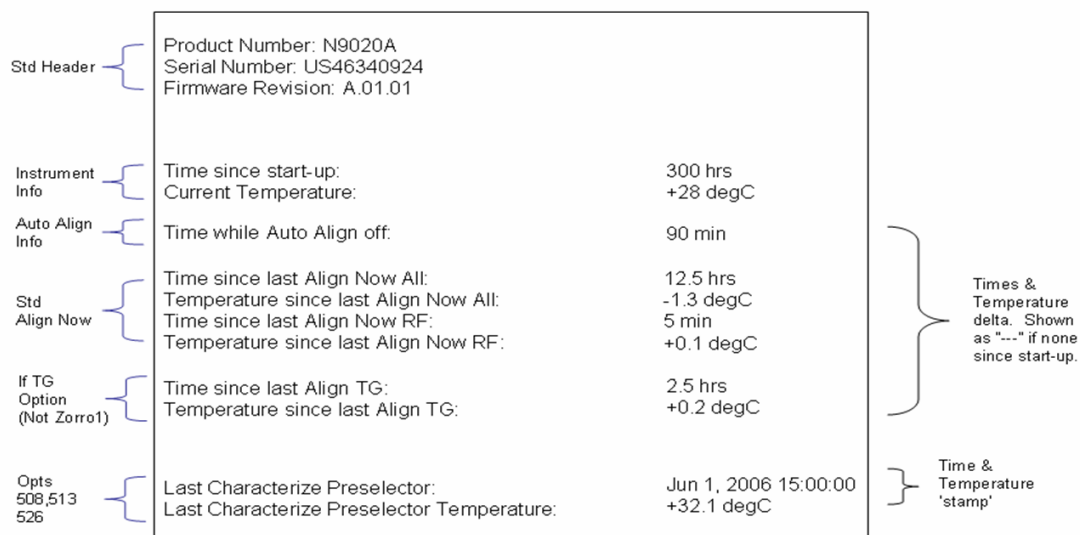 Std Header
Product Number: N9020A
Serial Number: US46340924
Firmware Revision: A.01.01
Instrument
Info
Time since start-up: 300 hrs
Current Temperature: +28 degC
Auto Align
Info
Time while Auto Align off: 90 min
Std
Align Now
Time since last Align Now All: 12.5 hrs
Temperature since last Align Now All: -1.3 degC
Time since last Align Now RF: 5 min
Temperature since last Align Now RF: +0.1 degC
Times &
Temperature
delta. Shown
as "---" if none
since start-up.
If TG
Option
(Not Zorro1)
Time since last Align TG: 2.5 hrs
Temperature since last Align TG: +0.2 degC
Opts
508,513
526
Last Characterize Preselector: Jun 1, 2006 15:00:00
Last Characterize Preselector Temperature: +32.1 degC
Time &
Temperature
'stamp'